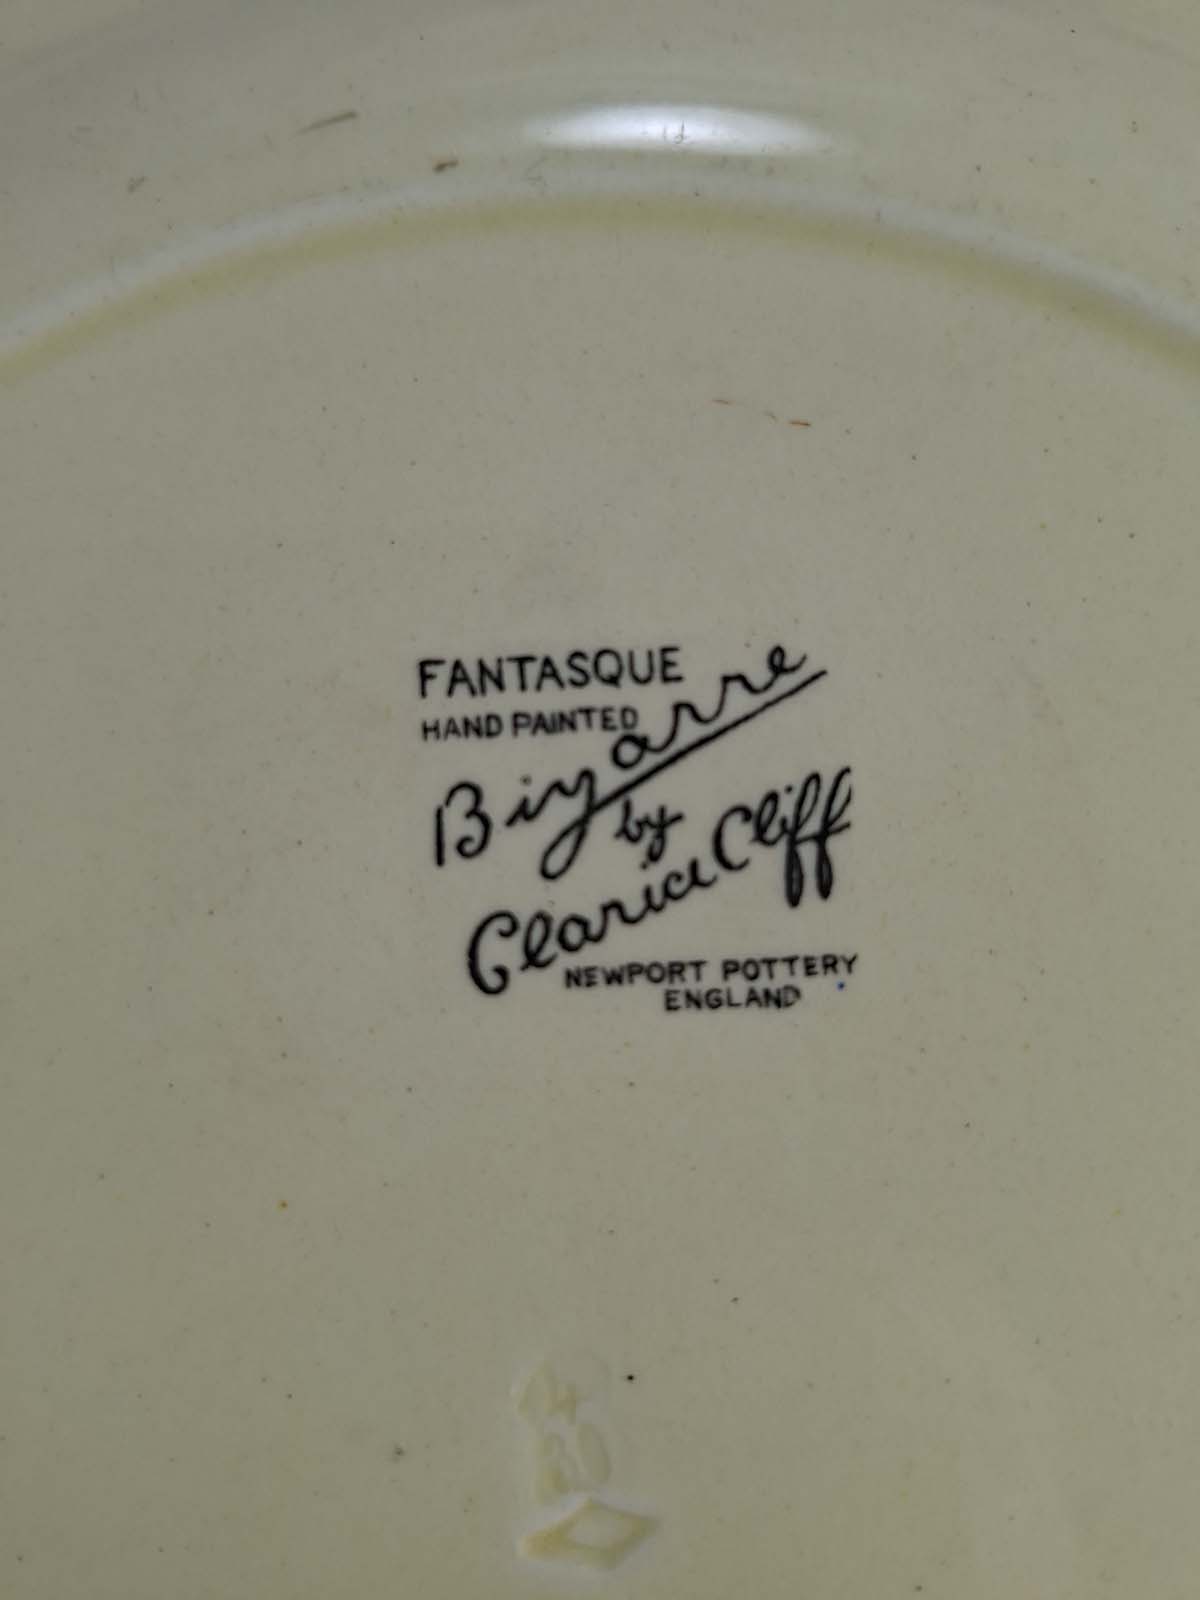 FANTASQUE
HAND PAINTED
Bizarre
by
Clarice Cliff
NEWPORT POTTERY
ENGLAND